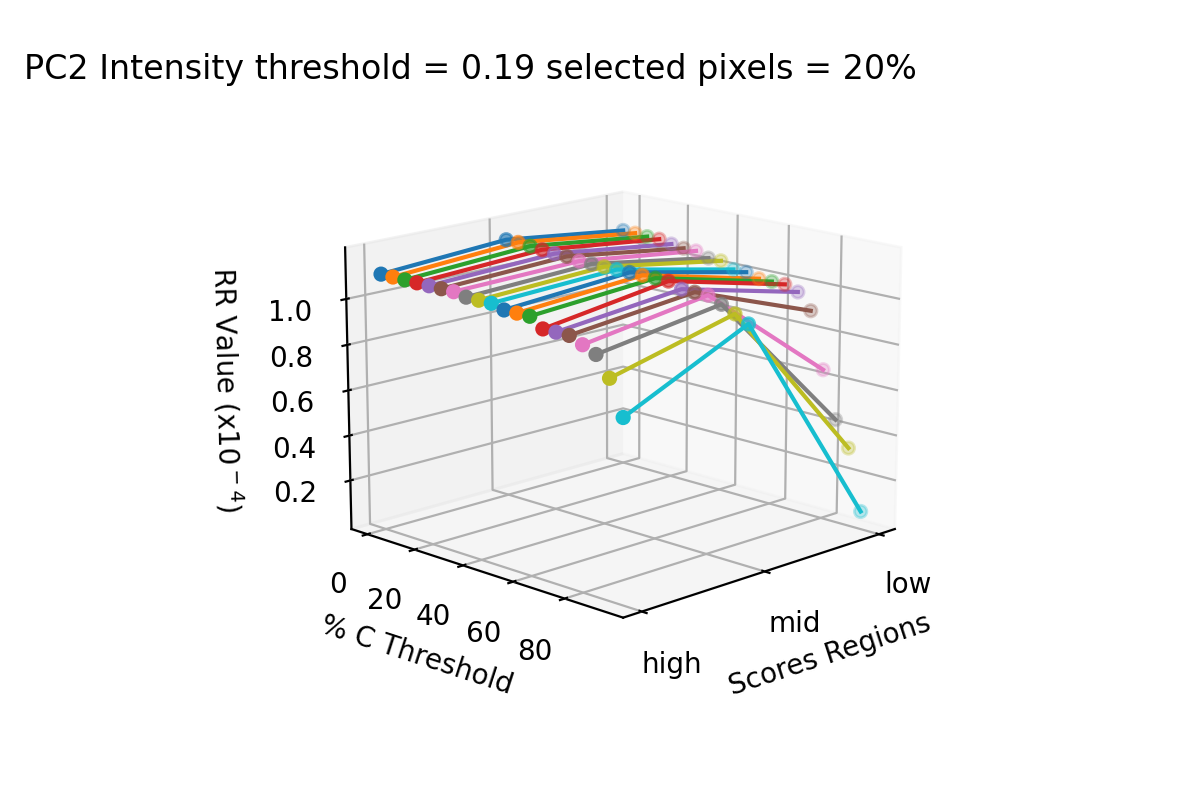 PC2 Intensity threshold = 0.19 selected pixels = 20%
RR Value (x10⁻⁴)
1.0
0.8
0.6
0.4
0.2
0
20
40
60
80
% C Threshold
high
mid
low
Scores Regions